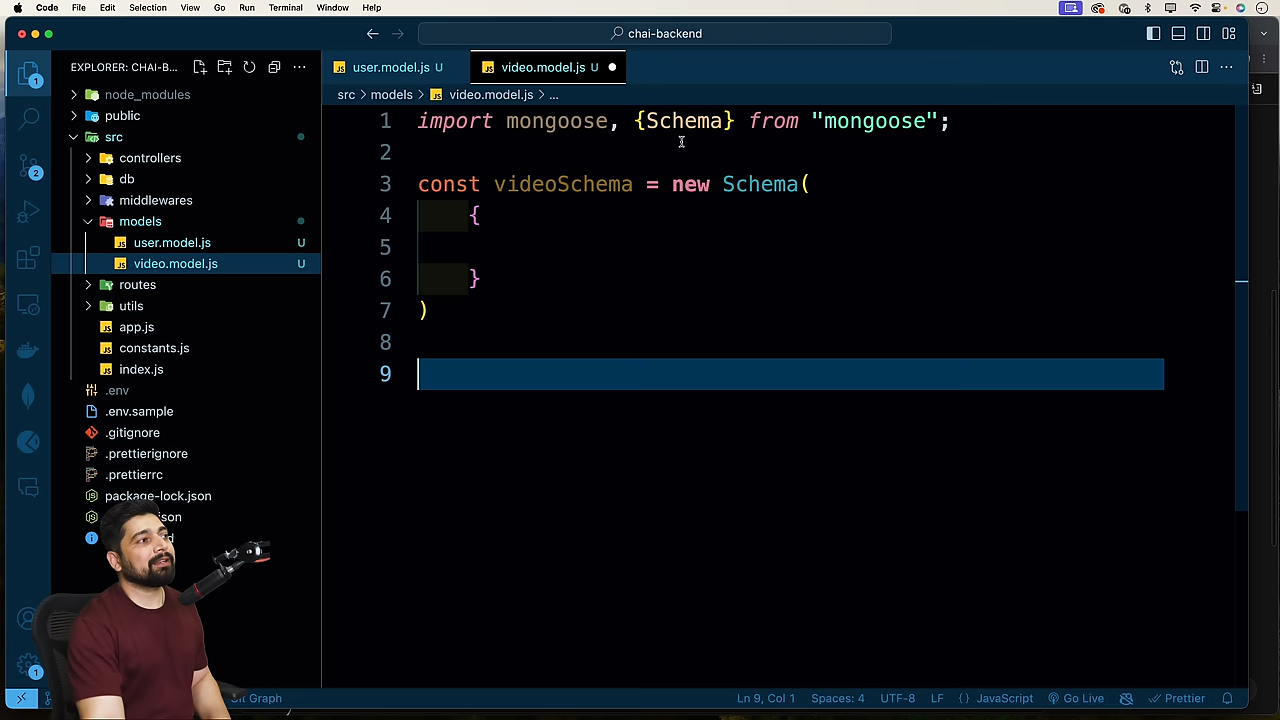 Code File Edit Selection View Go Run Terminal Window Help
chai-backend
EXPLORER: CHAI-B...
user.model.js U
video.model.js U
src > models > video.model.js > ...
node_modules
public
src
controllers
db
middlewares
models
user.model.js U
video.model.js U
routes
utils
app.js
constants.js
index.js
.env
.env.sample
.gitignore
.prettierignore
.prettierrc
package-lock.json
1 import mongoose, {Schema} from "mongoose";
2
3 const videoSchema = new Schema(
4 {
5
6 }
7 )
8
9
1
2
1
Git Graph
Ln 9, Col 1 Spaces: 4 UTF-8 LF {} JavaScript Go Live Prettier